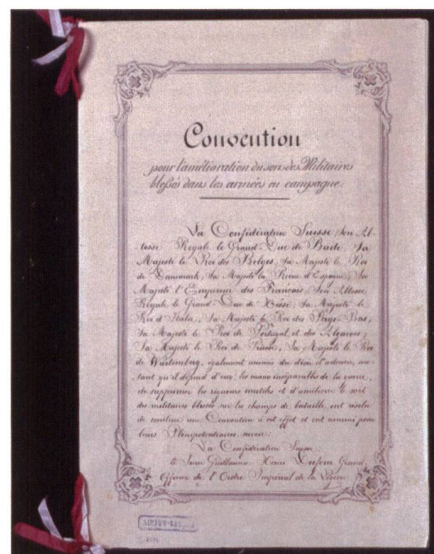 Convention
pour l'amélioration du sort des Militaires
blessés dans les armées en campagne.
La Confédération Suisse, Son Al-
tesse Royale le Grand-Duc de Bade, Sa
Majesté le Roi des Belges, Sa Majesté le Roi
de Danemark, Sa Majesté la Reine d'Espagne, Sa
Majesté l'Empereur des Français, Son Altesse
Royale le Grand-Duc de Hesse, Sa Majesté le
Roi d'Italie, Sa Majesté le Roi des Pays-Bas,
Sa Majesté le Roi de Portugal et des Algarves,
Sa Majesté le Roi de Prusse, Sa Majesté le Roi
de Würtemberg, également animés du désir d'adoucir, au-
tant qu'il dépend d'eux, les maux inséparables de la guerre,
de supprimer les rigueurs inutiles et d'améliorer le sort
des militaires blessés sur les champs de bataille, ont résolu
de conclure une Convention à cet effet et ont nommé pour
leurs Plénipotentiaires, savoir:
La Confédération Suisse:
le Sieur Guillaume Henri Dufour, Grand
Officier de l'Ordre Impérial de la Légion